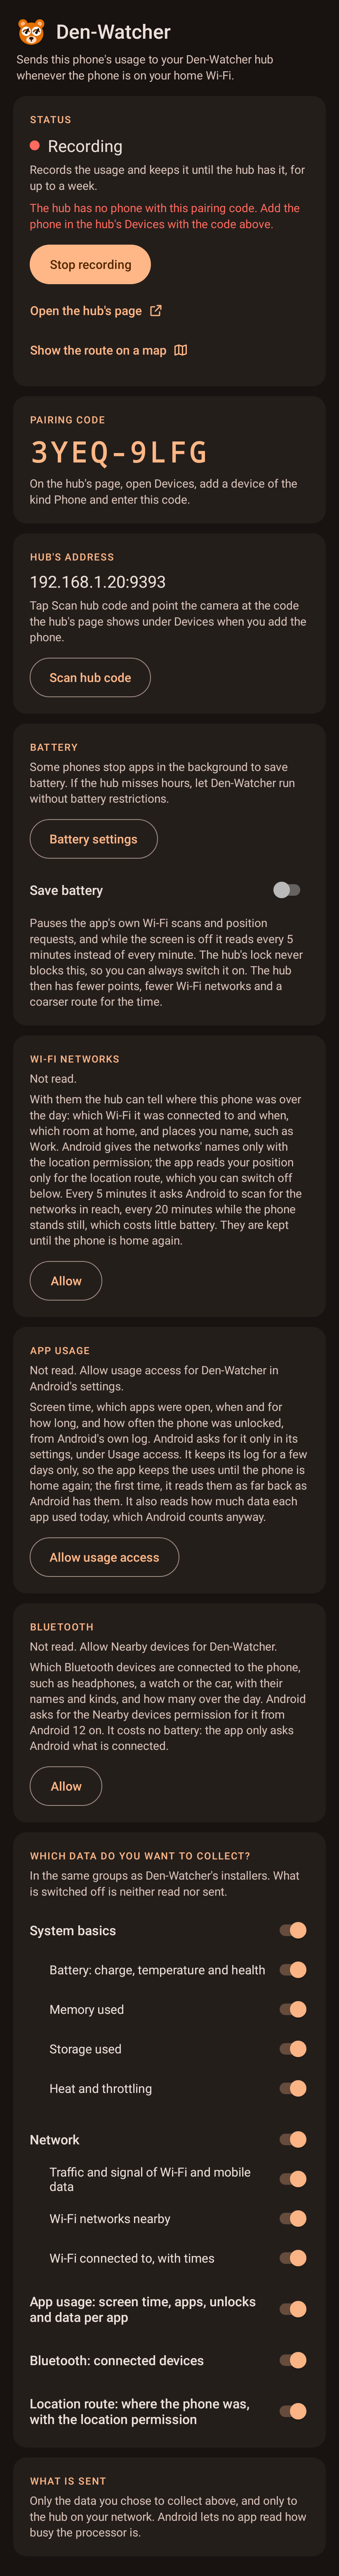 Den-Watcher
Sends this phone's usage to your Den-Watcher hub
whenever the phone is on your home Wi-Fi.
STATUS
Recording
Records the usage and keeps it until the hub has it, for
up to a week.
The hub has no phone with this pairing code. Add the
phone in the hub's Devices with the code above.
Stop recording
Open the hub's page
Show the route on a map
PAIRING CODE
3YEQ-9LFG
On the hub's page, open Devices, add a device of the
kind Phone and enter this code.
HUB'S ADDRESS
192.168.1.20:9393
Tap Scan hub code and point the camera at the code
the hub's page shows under Devices when you add the
phone.
Scan hub code
BATTERY
Some phones stop apps in the background to save
battery. If the hub misses hours, let Den-Watcher run
without battery restrictions.
Battery settings
Save battery
Pauses the app's own Wi-Fi scans and position
requests, and while the screen is off it reads every 5
minutes instead of every minute. The hub's lock never
blocks this, so you can always switch it on. The hub
then has fewer points, fewer Wi-Fi networks and a
coarser route for the time.
WI-FI NETWORKS
Not read.
With them the hub can tell where this phone was over
the day: which Wi-Fi it was connected to and when,
which room at home, and places you name, such as
Work. Android gives the networks' names only with
the location permission; the app reads your position
only for the location route, which you can switch off
below. Every 5 minutes it asks Android to scan for the
networks in reach, every 20 minutes while the phone
stands still, which costs little battery. They are kept
until the phone is home again.
Allow
APP USAGE
Not read. Allow usage access for Den-Watcher in
Android's settings.
Screen time, which apps were open, when and for
how long, and how often the phone was unlocked,
from Android's own log. Android asks for it only in its
settings, under Usage access. It keeps its log for a few
days only, so the app keeps the uses until the phone is
home again; the first time, it reads them as far back as
Android has them. It also reads how much data each
app used today, which Android counts anyway.
Allow usage access
BLUETOOTH
Not read. Allow Nearby devices for Den-Watcher.
Which Bluetooth devices are connected to the phone,
such as headphones, a watch or the car, with their
names and kinds, and how many over the day. Android
asks for the Nearby devices permission for it from
Android 12 on. It costs no battery: the app only asks
Android what is connected.
Allow
WHICH DATA DO YOU WANT TO COLLECT?
In the same groups as Den-Watcher's installers. What
is switched off is neither read nor sent.
System basics
Battery: charge, temperature and health
Memory used
Storage used
Heat and throttling
Network
Traffic and signal of Wi-Fi and mobile
data
Wi-Fi networks nearby
Wi-Fi connected to, with times
App usage: screen time, apps, unlocks
and data per app
Bluetooth: connected devices
Location route: where the phone was,
with the location permission
WHAT IS SENT
Only the data you chose to collect above, and only to
the hub on your network. Android lets no app read how
busy the processor is.